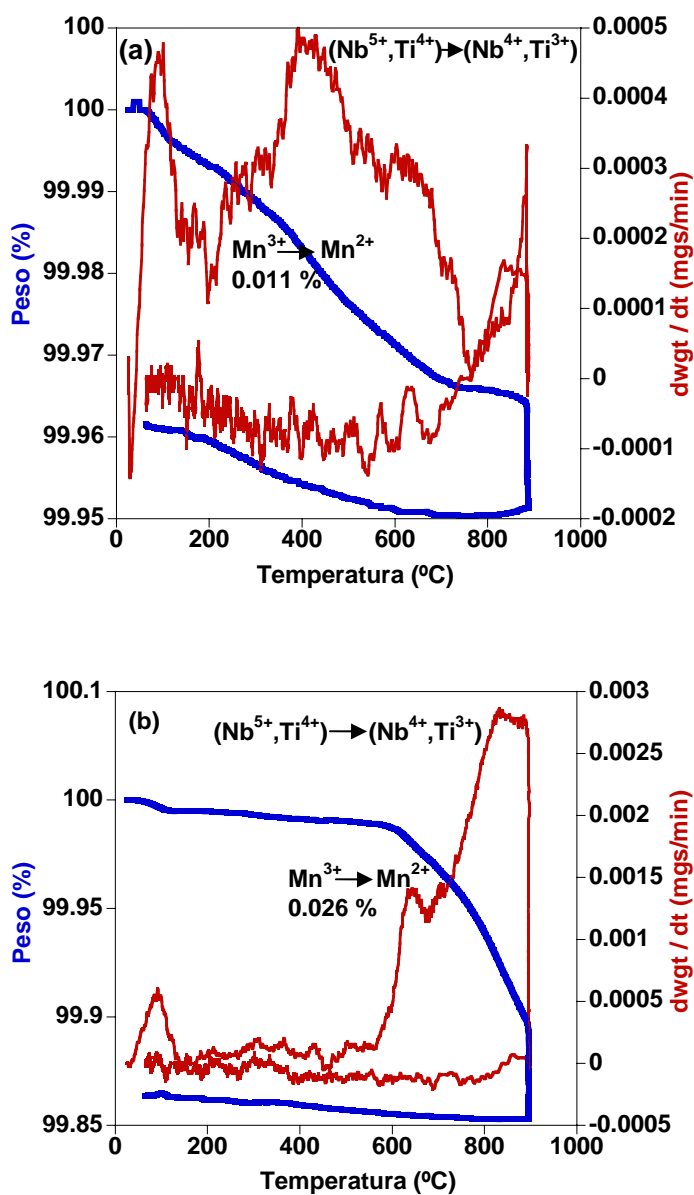 (a)
(Nb5+,Ti4+)→(Nb4+,Ti3+)
Mn3+→Mn2+
0.011 %
Peso (%)
100
100
99.99
99.98
99.97
99.96
99.95
0.0005
0.0004
0.0003
0.0002
0.0001
0
-0.0001
-0.0002
dwgt / dt (mgs/min)
0 200 400 600 800 1000
Temperatura (ºC)
(b)
(Nb5+,Ti4+)→(Nb4+,Ti3+)
Mn3+→Mn2+
0.026 %
Peso (%)
100.1
100
99.95
99.9
99.85
0.003
0.0025
0.002
0.0015
0.001
0.0005
0
-0.0005
dwgt / dt (mgs/min)
0 200 400 600 800 1000
Temperatura (ºC)